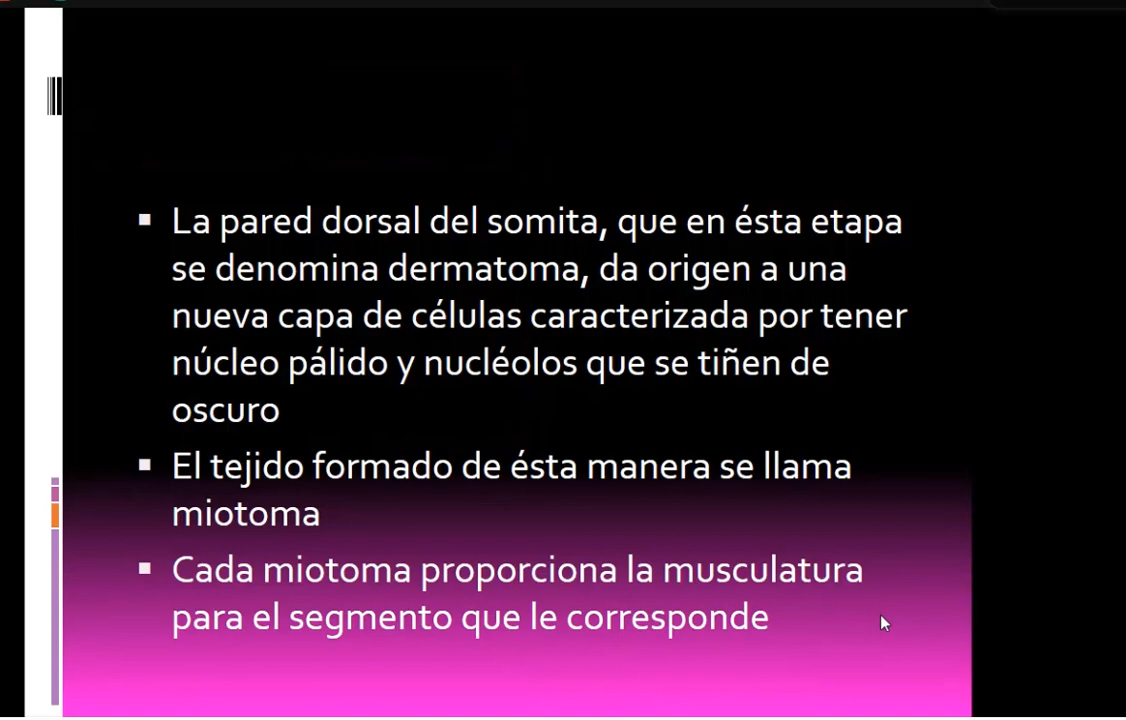 ▪ La pared dorsal del somita, que en ésta etapa
se denomina dermatoma, da origen a una
nueva capa de células caracterizada por tener
núcleo pálido y nucléolos que se tiñen de
oscuro
▪ El tejido formado de ésta manera se llama
miotoma
▪ Cada miotoma proporciona la musculatura
para el segmento que le corresponde